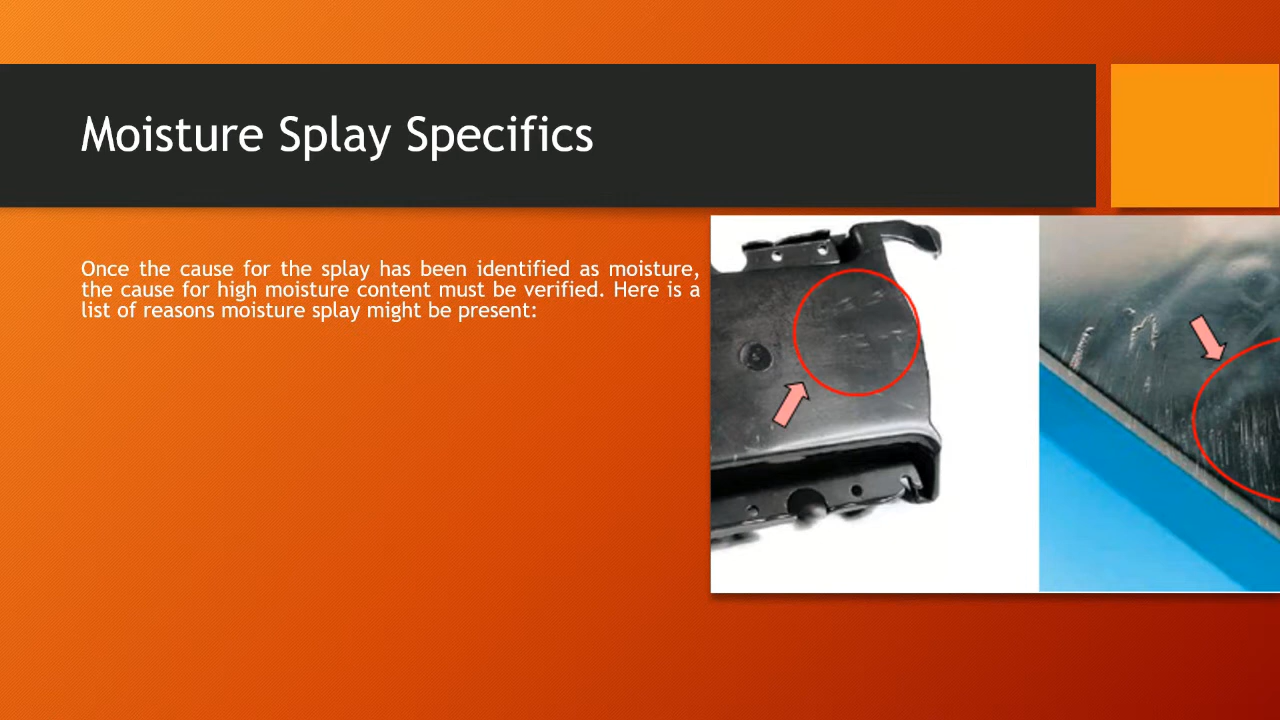 Moisture Splay Specifics
Once the cause for the splay has been identified as moisture,
the cause for high moisture content must be verified. Here is a
list of reasons moisture splay might be present: